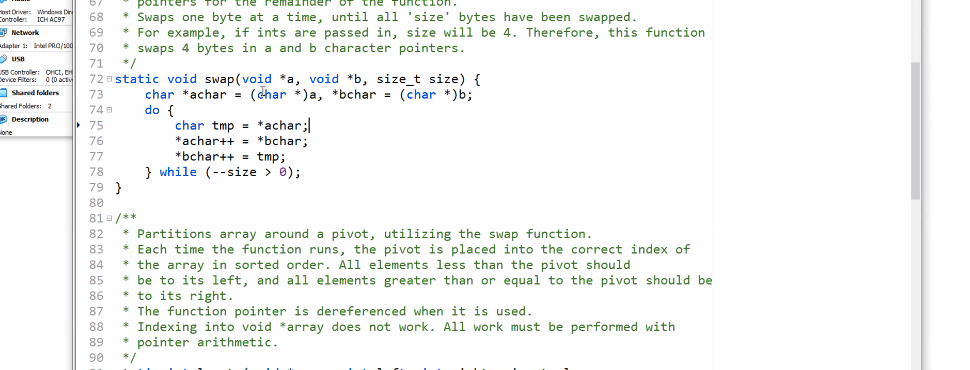 Host Driver: Windows Dir
Controller: ICH AC97
Network
Adapter 1: Intel PRO/100
USB
USB Controller: OHCI, EH
Device Filters: 0 (0 activ
Shared folders
Shared Folders: 2
Description
None
67 * pointers for the remainder of the function.
68 * Swaps one byte at a time, until all 'size' bytes have been swapped.
69 * For example, if ints are passed in, size will be 4. Therefore, this function
70 * swaps 4 bytes in a and b character pointers.
71 */
72 static void swap(void *a, void *b, size_t size) {
73 char *achar = (char *)a, *bchar = (char *)b;
74 do {
75 char tmp = *achar;
76 *achar++ = *bchar;
77 *bchar++ = tmp;
78 } while (--size > 0);
79 }
80
81 /**
82 * Partitions array around a pivot, utilizing the swap function.
83 * Each time the function runs, the pivot is placed into the correct index of
84 * the array in sorted order. All elements less than the pivot should
85 * be to its left, and all elements greater than or equal to the pivot should be
86 * to its right.
87 * The function pointer is dereferenced when it is used.
88 * Indexing into void *array does not work. All work must be performed with
89 * pointer arithmetic.
90 */